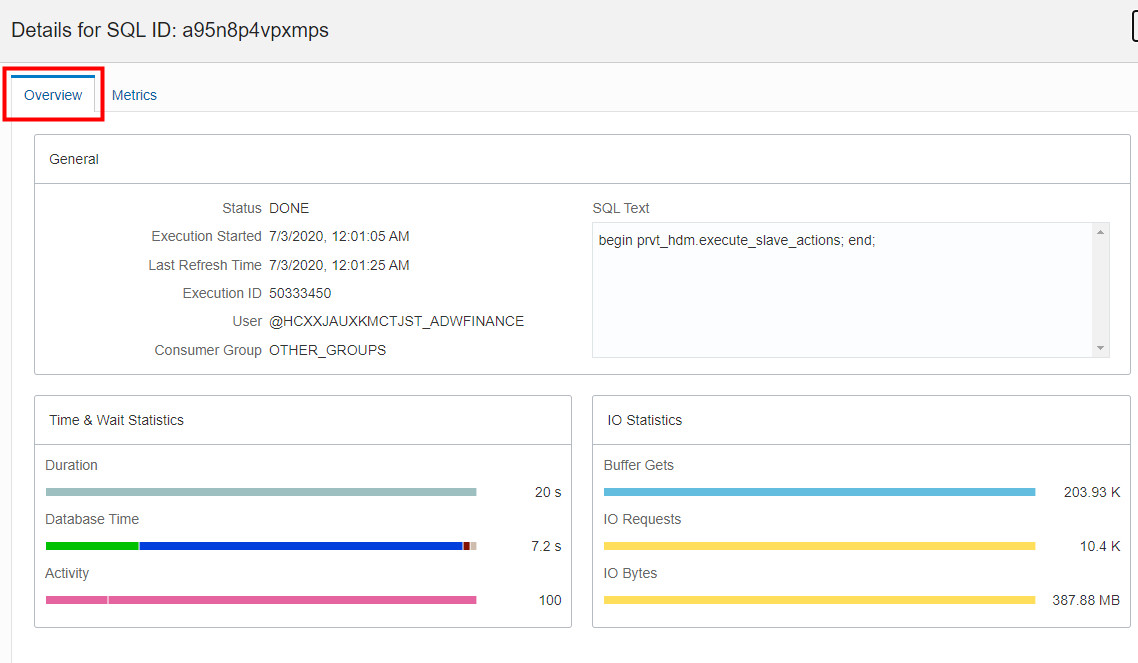 Details for SQL ID: a95n8p4vpxmps
Overview
Metrics
General
Status DONE
Execution Started 7/3/2020, 12:01:05 AM
Last Refresh Time 7/3/2020, 12:01:25 AM
Execution ID 50333450
User @HCXXJAUXKMCTJST_ADWFINANCE
Consumer Group OTHER_GROUPS
SQL Text
begin prvt_hdm.execute_slave_actions; end;
Time & Wait Statistics
Duration
20 s
Database Time
7.2 s
Activity
100
IO Statistics
Buffer Gets
203.93 K
IO Requests
10.4 K
IO Bytes
387.88 MB